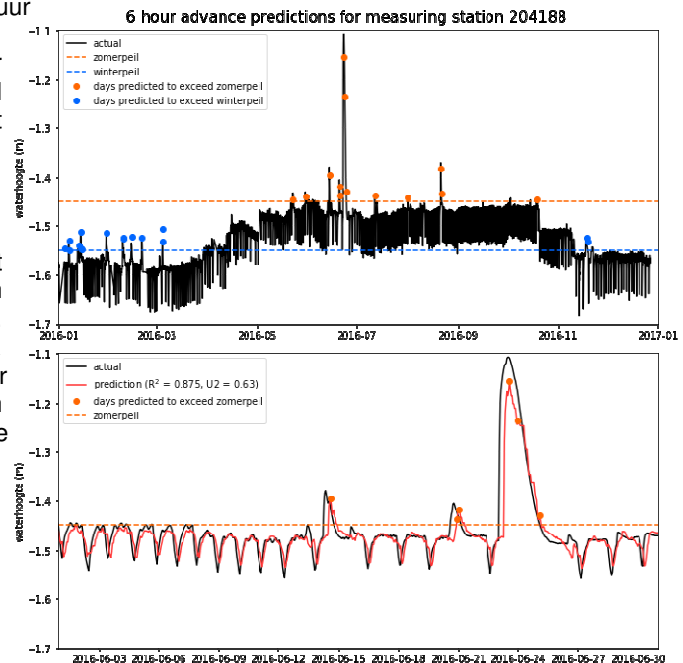 uur
6 hour advance predictions for measuring station 204188
actual
zomerpeil
winterpeil
days predicted to exceed zomerpeil
days predicted to exceed winterpeil
waterhoogte (m)
−1.1
−1.2
−1.3
−1.4
−1.5
−1.6
−1.7
2016-01
2016-03
2016-05
2016-07
2016-09
2016-11
2017-01
actual
prediction (R² = 0.875, U2 = 0.63)
days predicted to exceed zomerpeil
zomerpeil
waterhoogte (m)
−1.1
−1.2
−1.3
−1.4
−1.5
−1.6
−1.7
2016-06-03
2016-06-06
2016-06-09
2016-06-12
2016-06-15
2016-06-18
2016-06-21
2016-06-24
2016-06-27
2016-06-30